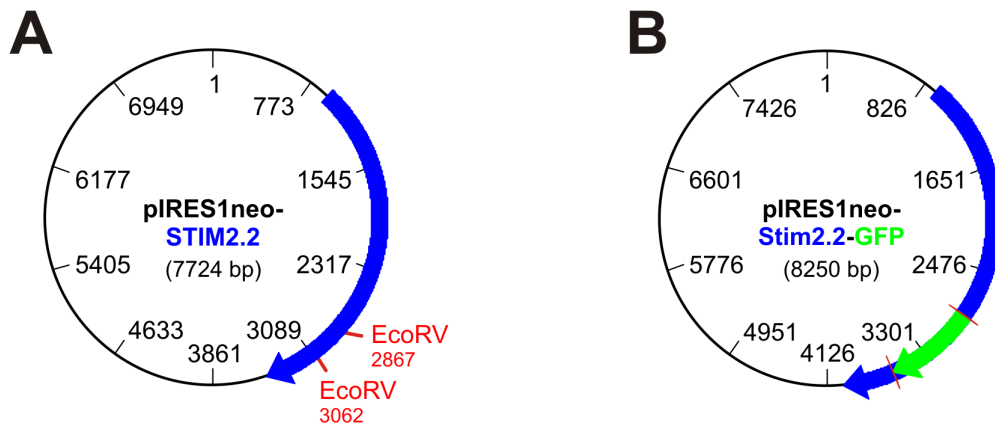 A
1
773
1545
2317
3089
3861
4633
5405
6177
6949
pIRES1neo-
STIM2.2
(7724 bp)
EcoRV
2867
EcoRV
3062
B
1
826
1651
2476
3301
4126
4951
5776
6601
7426
pIRES1neo-
Stim2.2-GFP
(8250 bp)